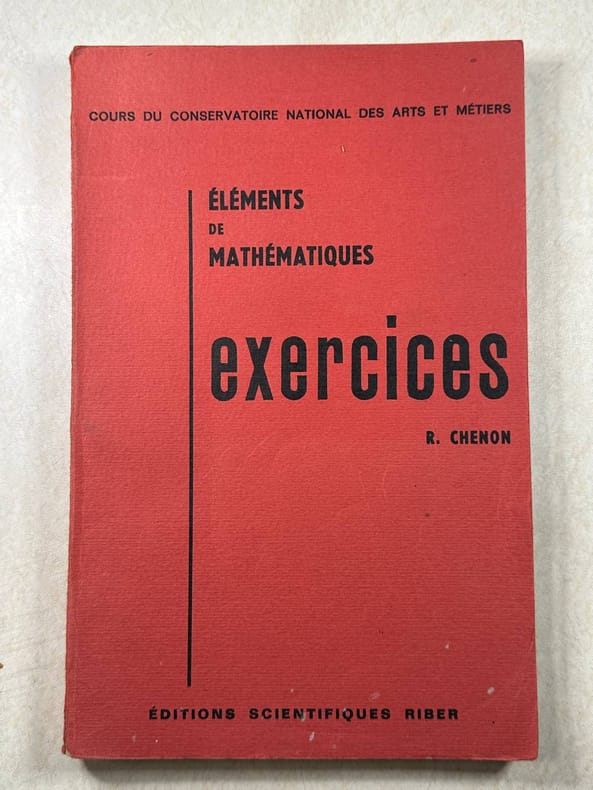 COURS DU CONSERVATOIRE NATIONAL DES ARTS ET MÉTIERS
ÉLÉMENTS
DE
MATHÉMATIQUES
exercices
R. CHENON
ÉDITIONS SCIENTIFIQUES RIBER